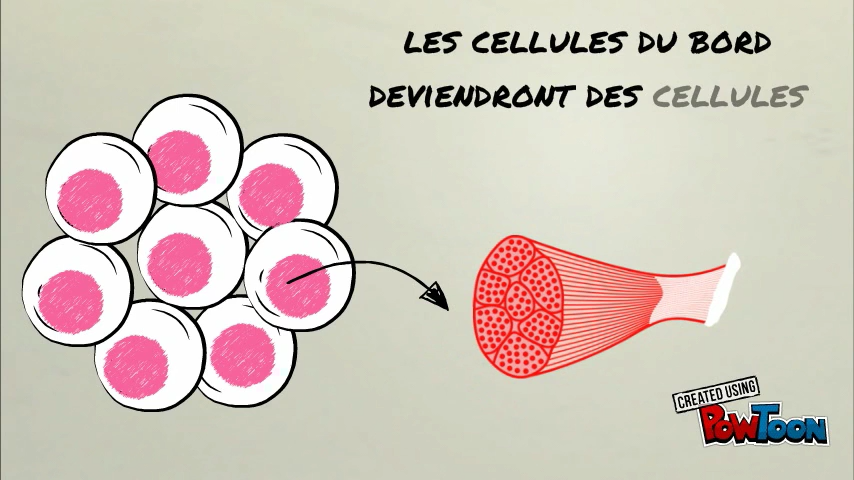 LES CELLULES DU BORD
DEVIENDRONT DES CELLULES
CREATED USING
POWTOON